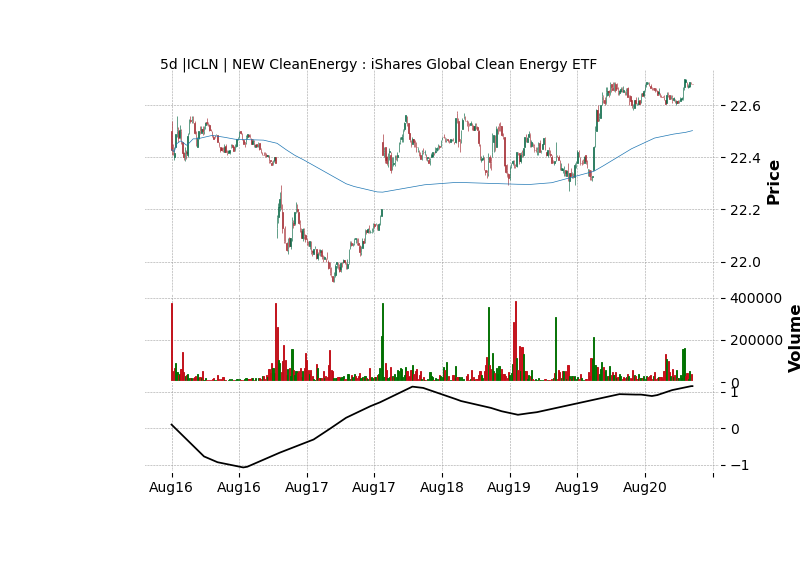 5d |ICLN | NEW CleanEnergy : iShares Global Clean Energy ETF
22.6
22.4
22.2
22.0
Price
400000
200000
0
Volume
1
0
−1
Aug16 Aug16 Aug17 Aug17 Aug18 Aug19 Aug19 Aug20